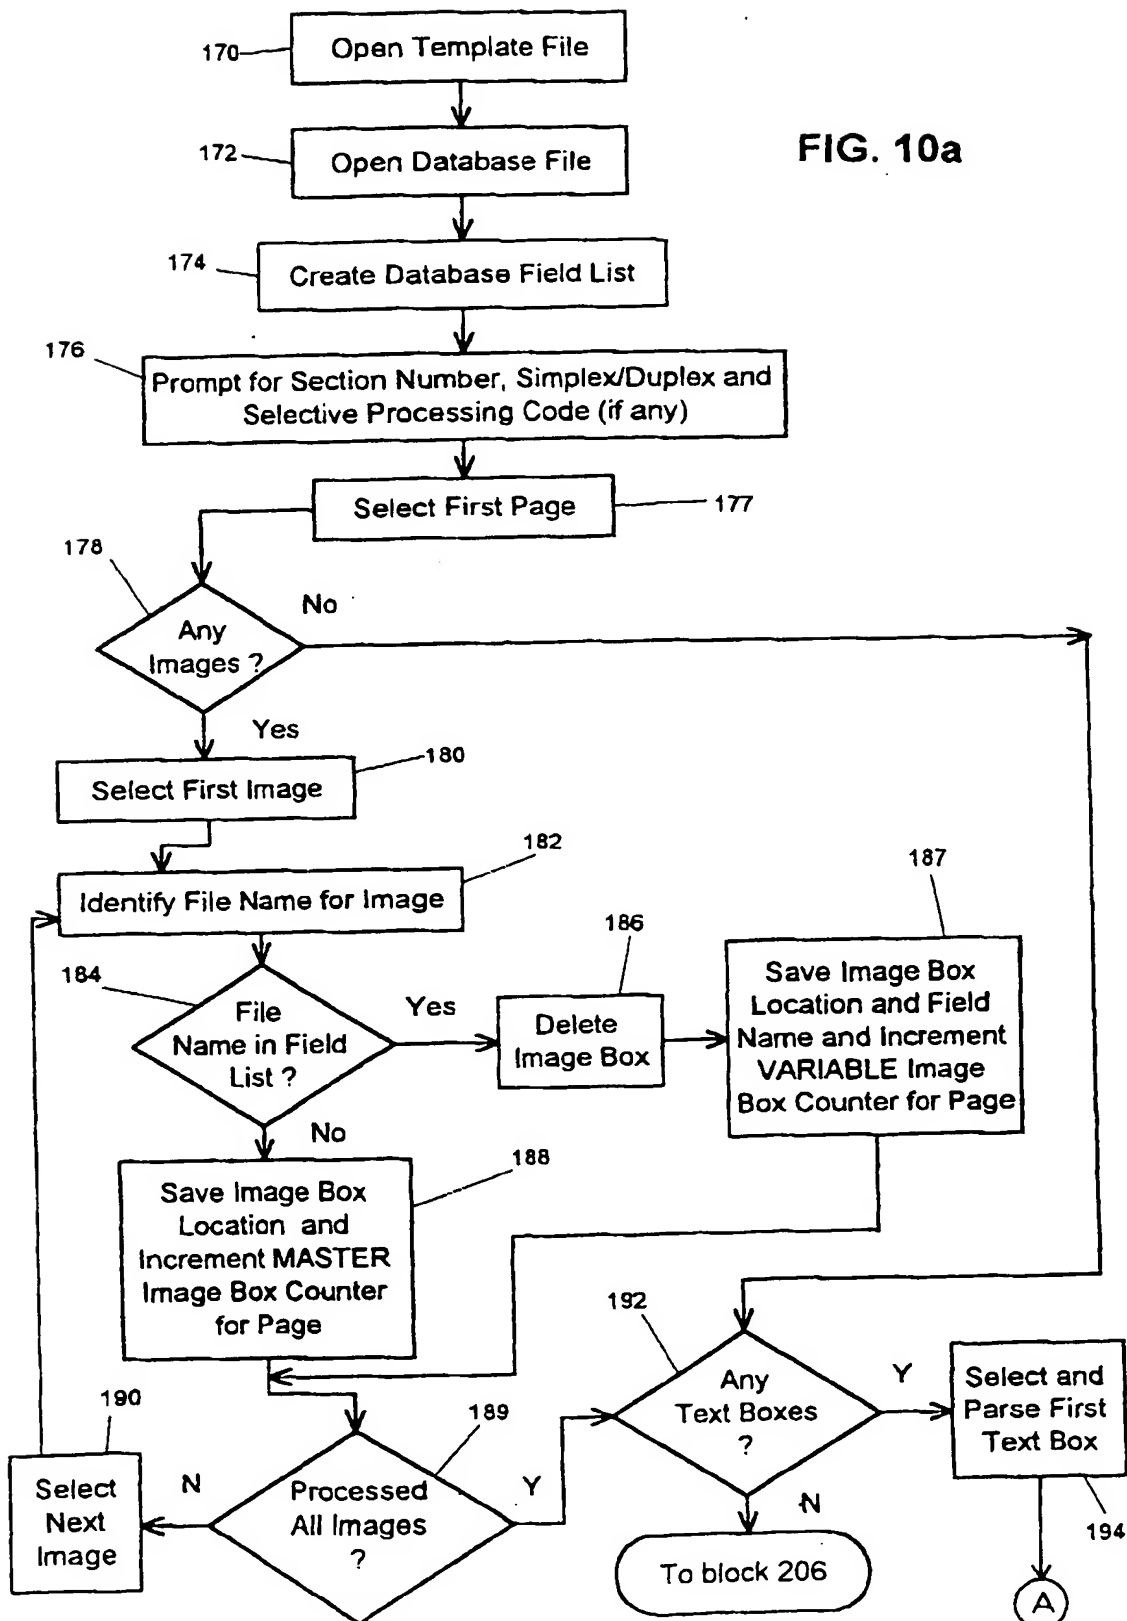 170
Open Template File
FIG. 10a
172
Open Database File
174
Create Database Field List
176
Prompt for Section Number, Simplex/Duplex and
Selective Processing Code (if any)
Select First Page
177
178
Any
Images ?
No
Yes
Select First Image
180
182
Identify File Name for Image
184
File
Name in Field
List ?
Yes
No
186
Delete
Image Box
187
Save Image Box
Location and Field
Name and Increment
VARIABLE Image
Box Counter for Page
188
Save Image Box
Location and
Increment MASTER
Image Box Counter
for Page
189
Processed
All Images
?
N
Y
190
Select
Next
Image
192
Any
Text Boxes
?
Y
N
To block 206
Select and
Parse First
Text Box
194
A